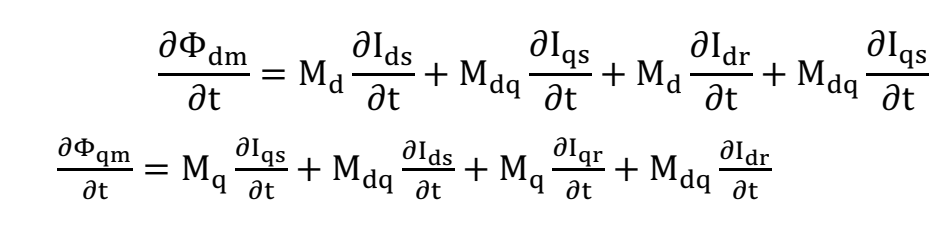 ∂Φ_dm/∂t = M_d ∂I_ds/∂t + M_dq ∂I_qs/∂t + M_d ∂I_dr/∂t + M_dq ∂I_qs/∂t
∂Φ_qm/∂t = M_q ∂I_qs/∂t + M_dq ∂I_ds/∂t + M_q ∂I_qr/∂t + M_dq ∂I_dr/∂t